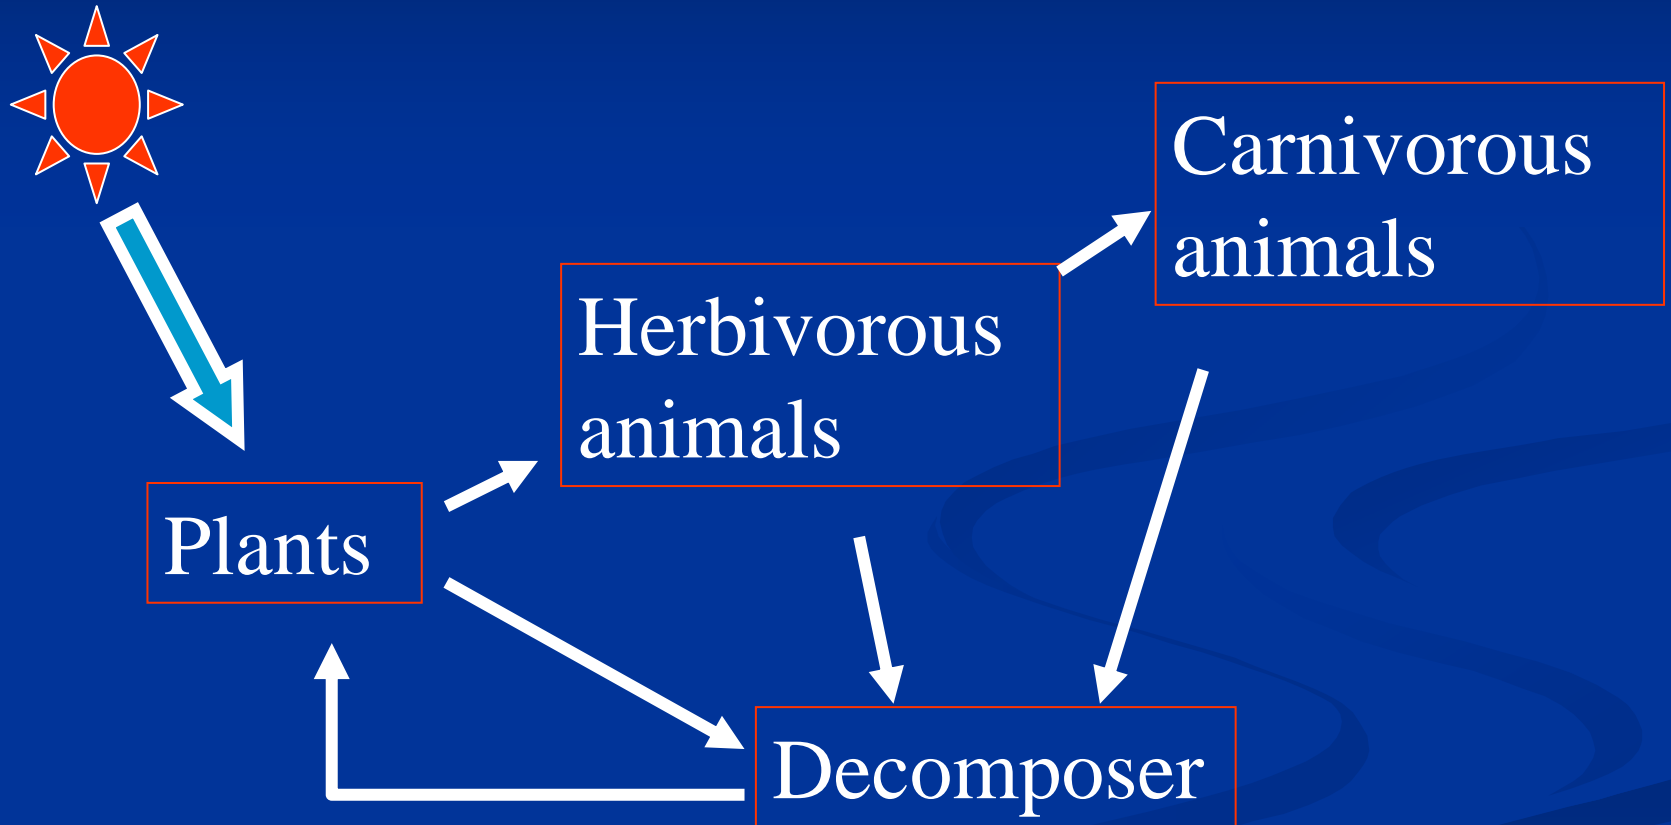 Carnivorous
animals
Herbivorous
animals
Plants
Decomposer